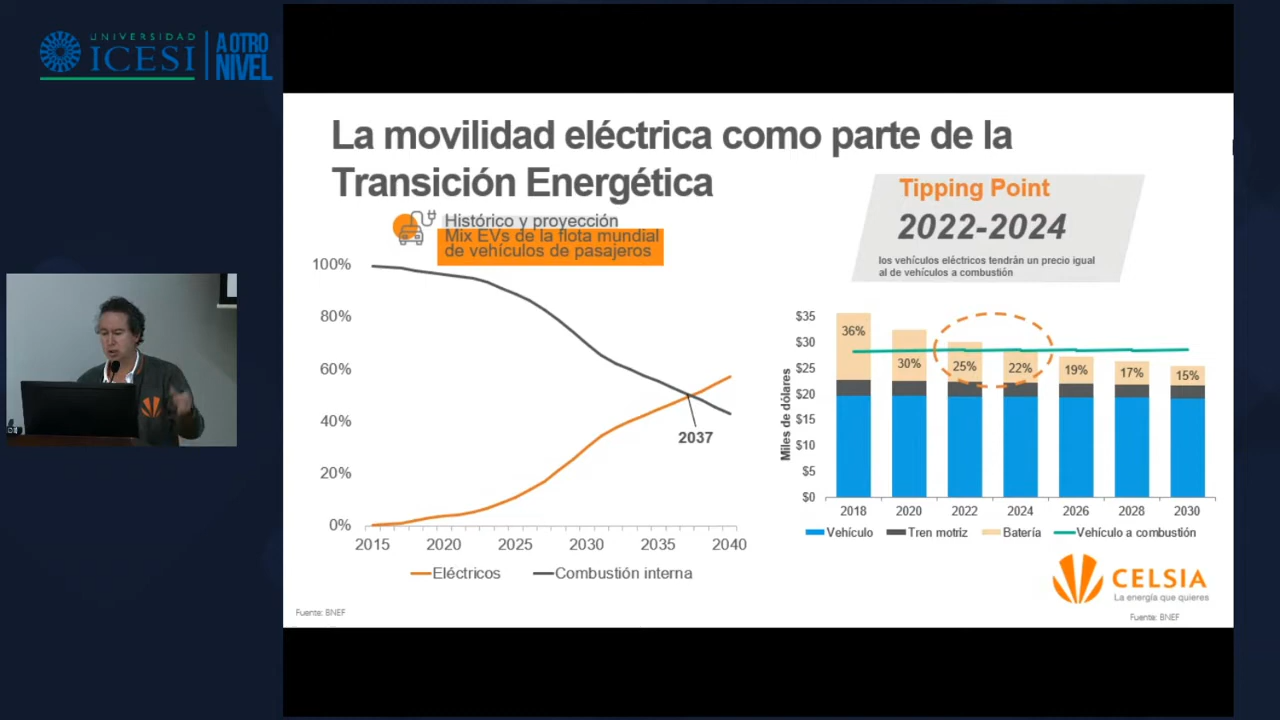 UNIVERSIDAD
ICESI
A OTRO
NIVEL
La movilidad eléctrica como parte de la
Transición Energética
Histórico y proyección
Mix EVs de la flota mundial
de vehículos de pasajeros
100%
80%
60%
40%
20%
0%
2037
2015 2020 2025 2030 2035 2040
Eléctricos Combustión interna
Fuente: BNEF
Tipping Point
2022-2024
los vehículos eléctricos tendrán un precio igual
al de vehículos a combustión
Miles de dólares
$35
$30
$25
$20
$15
$10
$5
$0
36% 30% 25% 22% 19% 17% 15%
2018 2020 2022 2024 2026 2028 2030
Vehículo Tren motriz Batería Vehículo a combustión
CELSIA
La energía que quieres
Fuente: BNEF